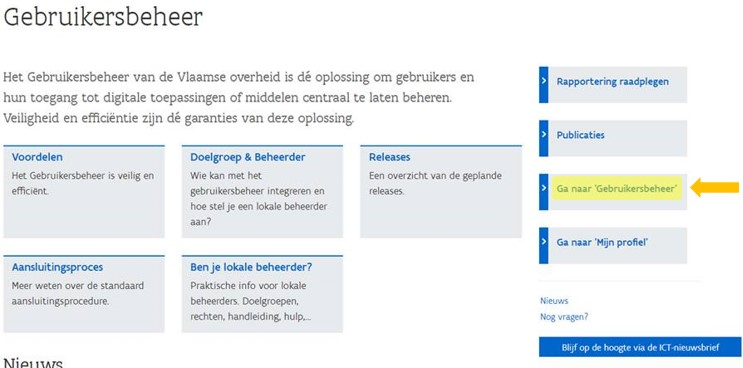 Gebruikersbeheer
Het Gebruikersbeheer van de Vlaamse overheid is dé oplossing om gebruikers en
hun toegang tot digitale toepassingen of middelen centraal te laten beheren.
Veiligheid en efficiëntie zijn dé garanties van deze oplossing.
Voordelen
Het Gebruikersbeheer is veilig en
efficiënt.
Doelgroep & Beheerder
Wie kan met het
gebruikersbeheer integreren en
hoe stel je een lokale beheerder
aan?
Releases
Een overzicht van de geplande
releases.
Aansluitingsproces
Meer weten over de standaard
aansluitingsprocedure.
Ben je lokale beheerder?
Praktische info voor lokale
beheerders. Doelgroepen,
rechten, handleiding, hulp,...
Rapportering raadplegen
Publicaties
Ga naar 'Gebruikersbeheer'
Ga naar 'Mijn profiel'
Nieuws
Nog vragen?
Blijf op de hoogte via de ICT-nieuwsbrief
Nieuws